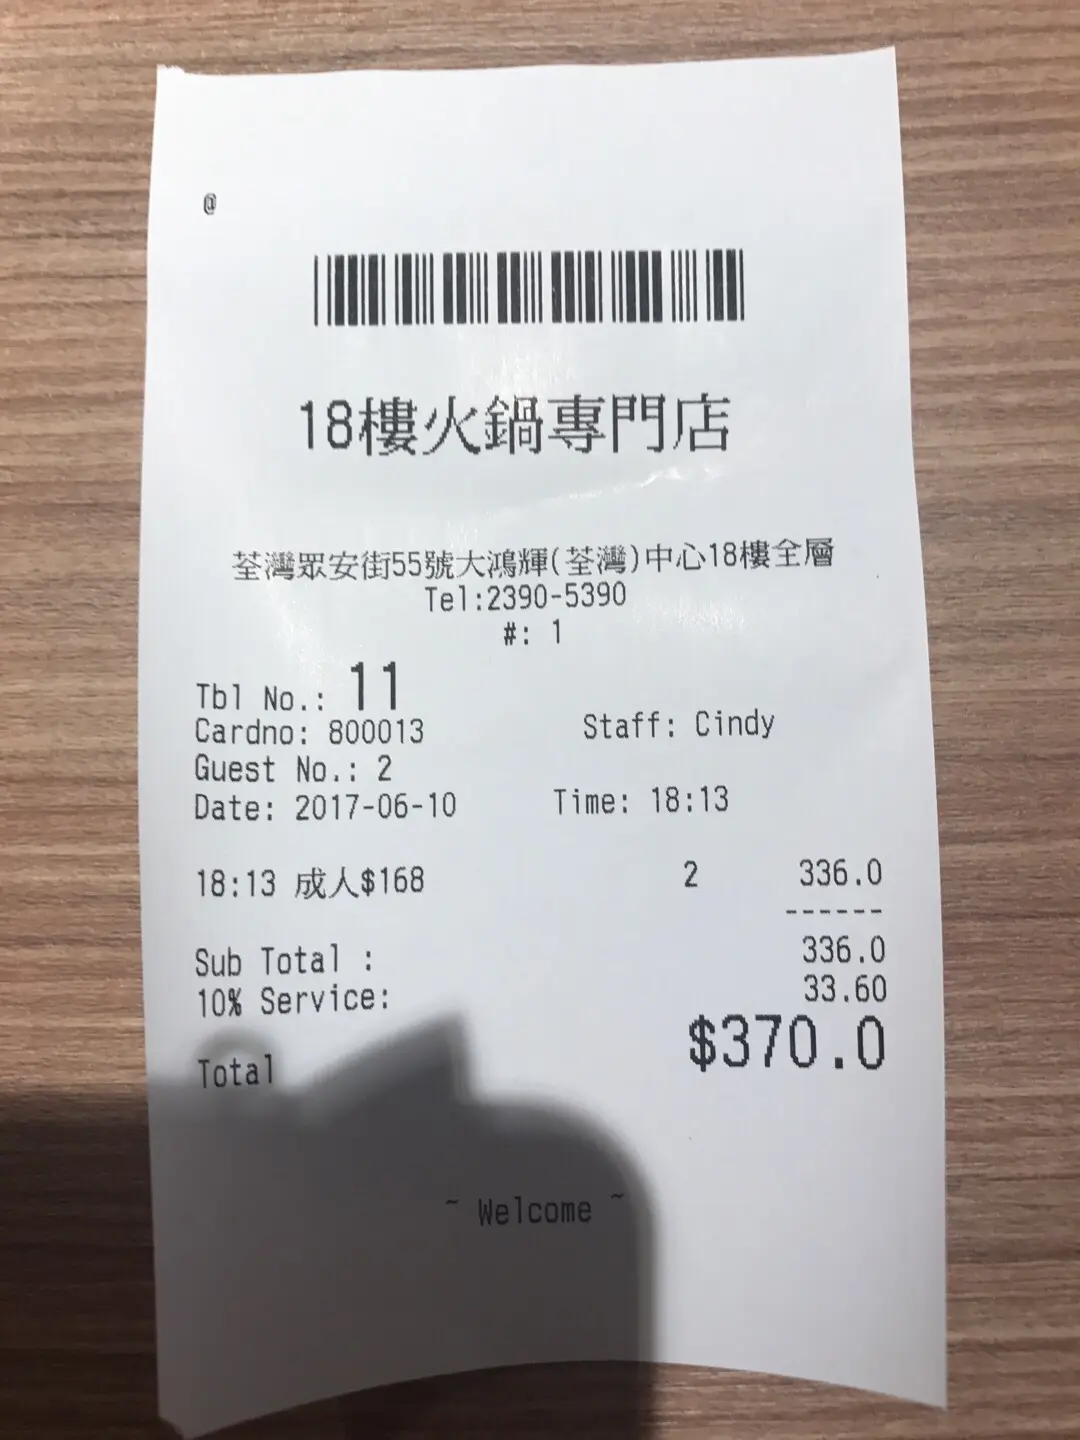 @
18樓火鍋專門店
荃灣眾安街55號大鴻輝(荃灣)中心18樓全層
Tel:2390-5390
#: 1
Tbl No.: 11
Cardno: 800013 Staff: Cindy
Guest No.: 2
Date: 2017-06-10 Time: 18:13
18:13 成人$168 2 336.0
------
Sub Total : 336.0
10% Service: 33.60
Total $370.0
~ Welcome ~